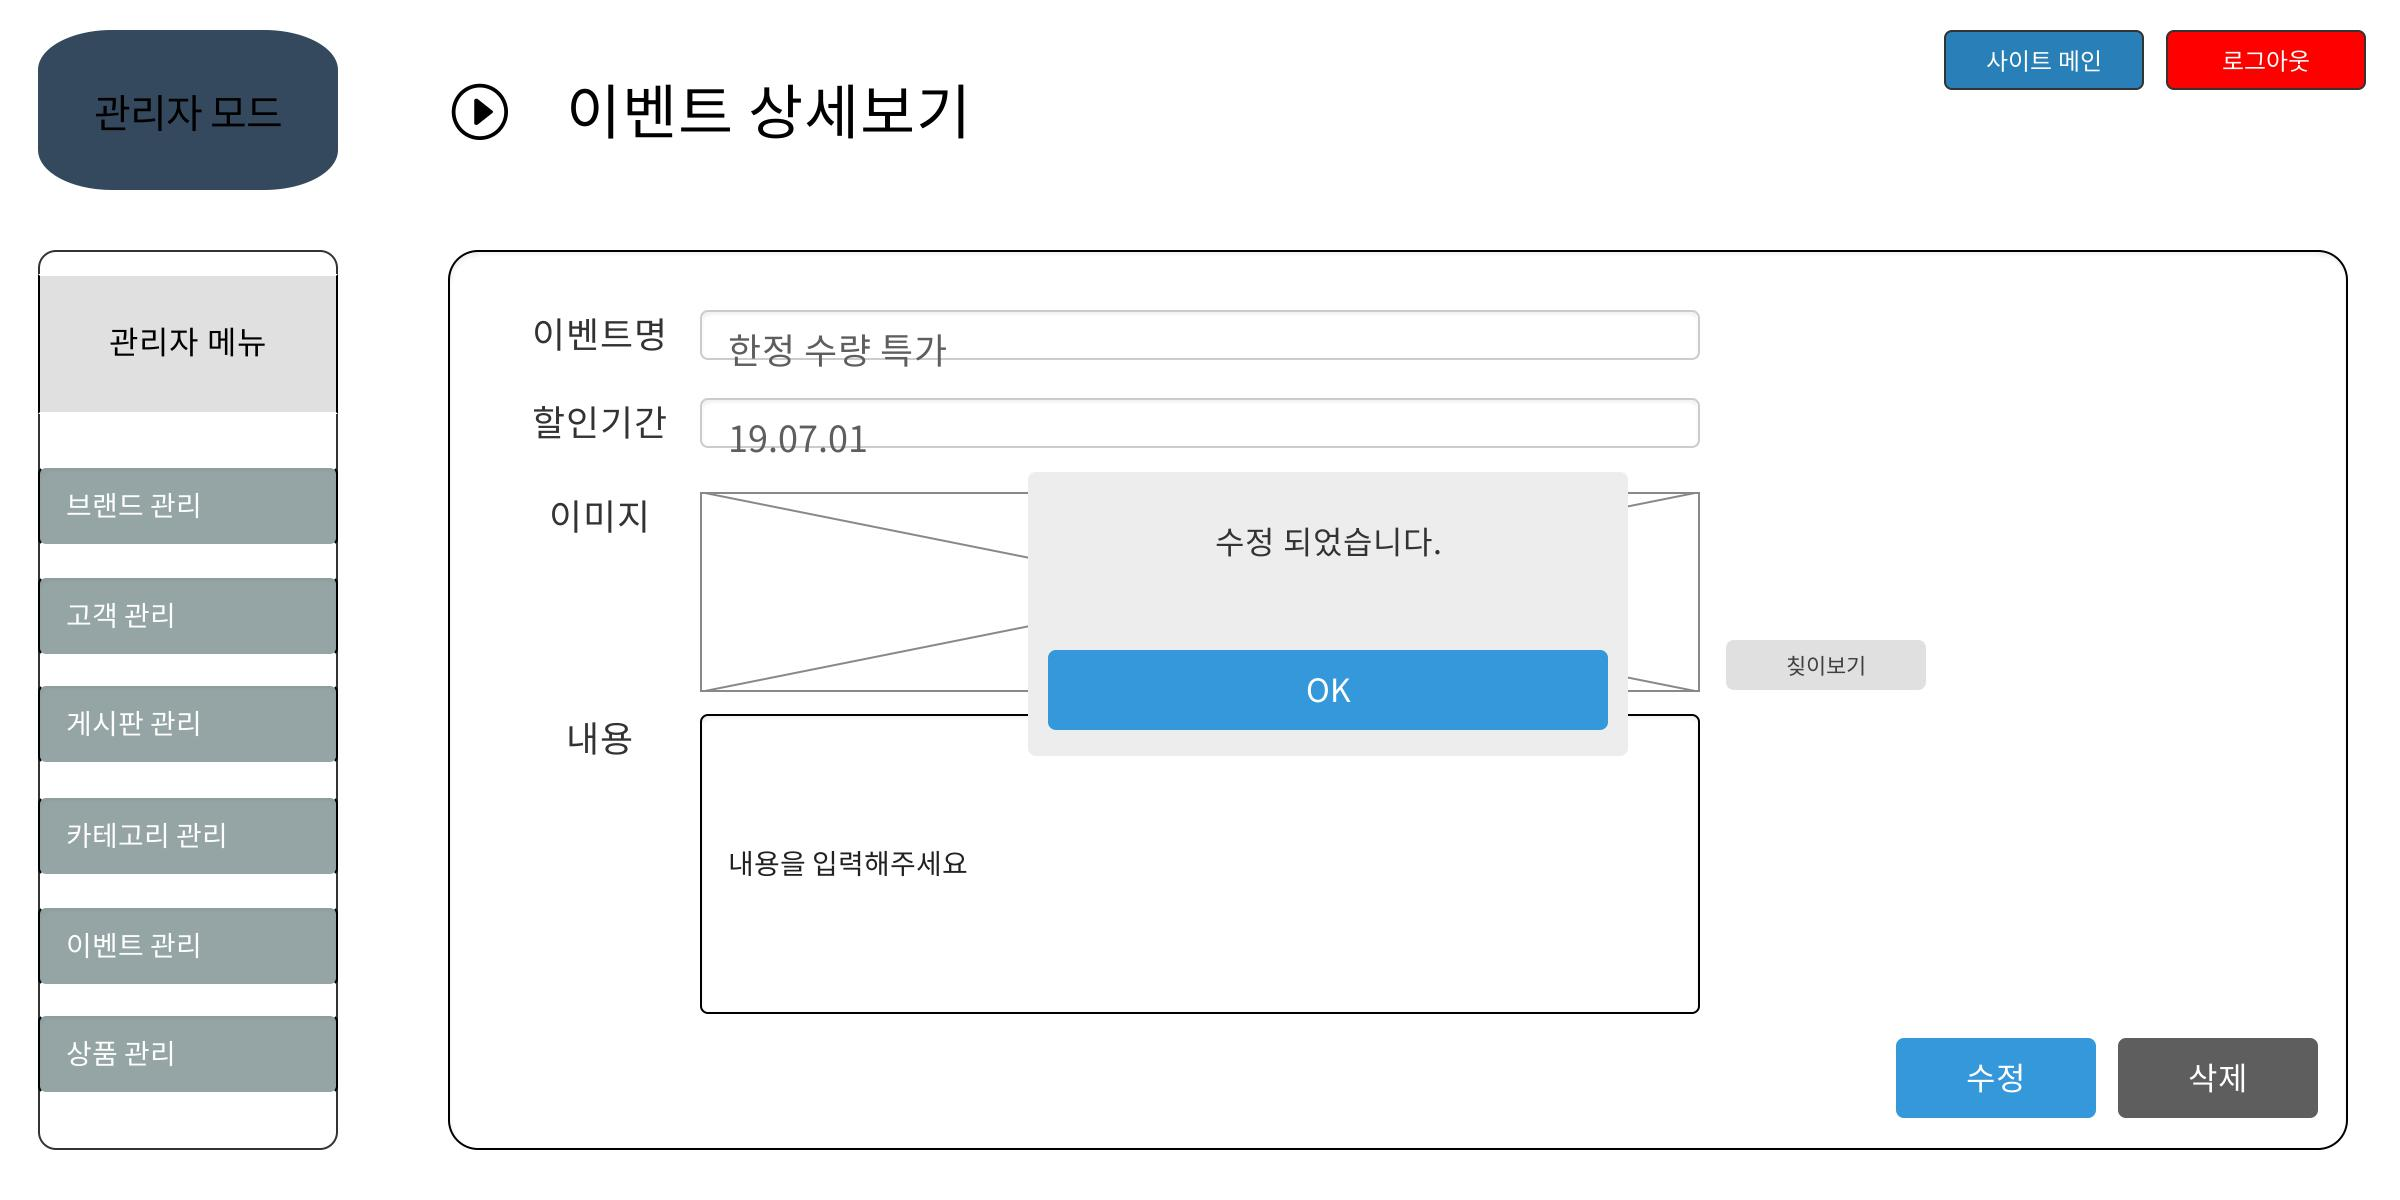 관리자 모드
이벤트 상세보기
사이트 메인
로그아웃
관리자 메뉴
브랜드 관리
고객 관리
게시판 관리
카테고리 관리
이벤트 관리
상품 관리
이벤트명
한정 수량 특가
할인기간
19.07.01
이미지
수정 되었습니다.
OK
칮이보기
내용
내용을 입력해주세요
수정
삭제